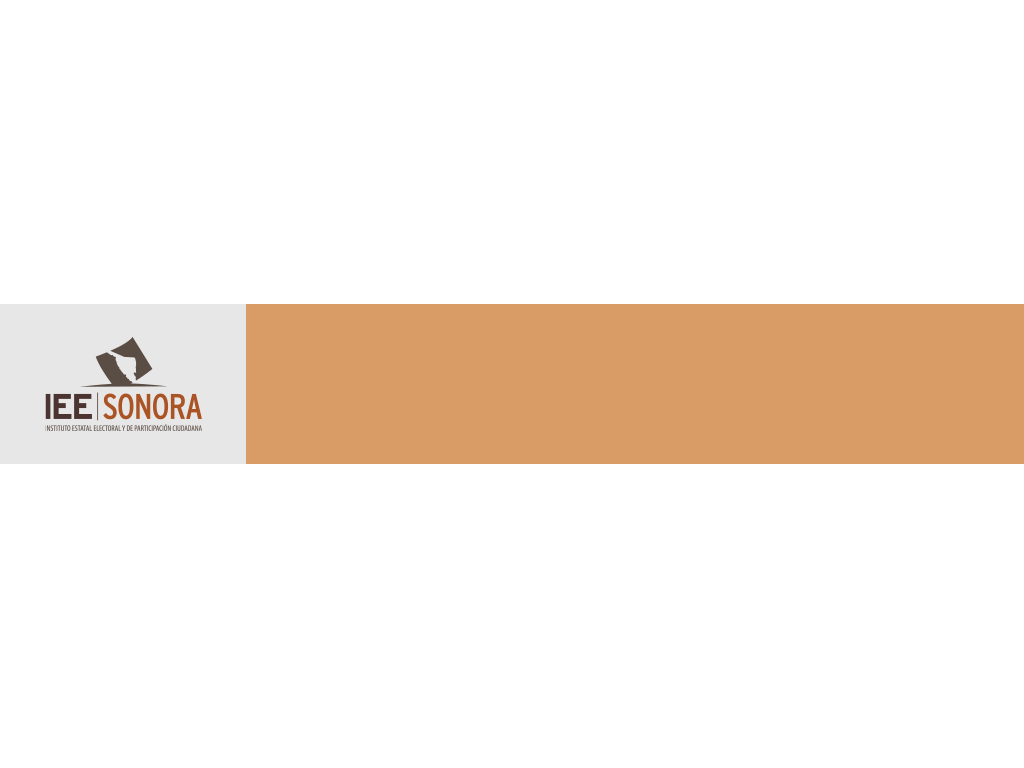 IEE | SONORA
INSTITUTO ESTATAL ELECTORAL Y DE PARTICIPACIÓN CIUDADANA